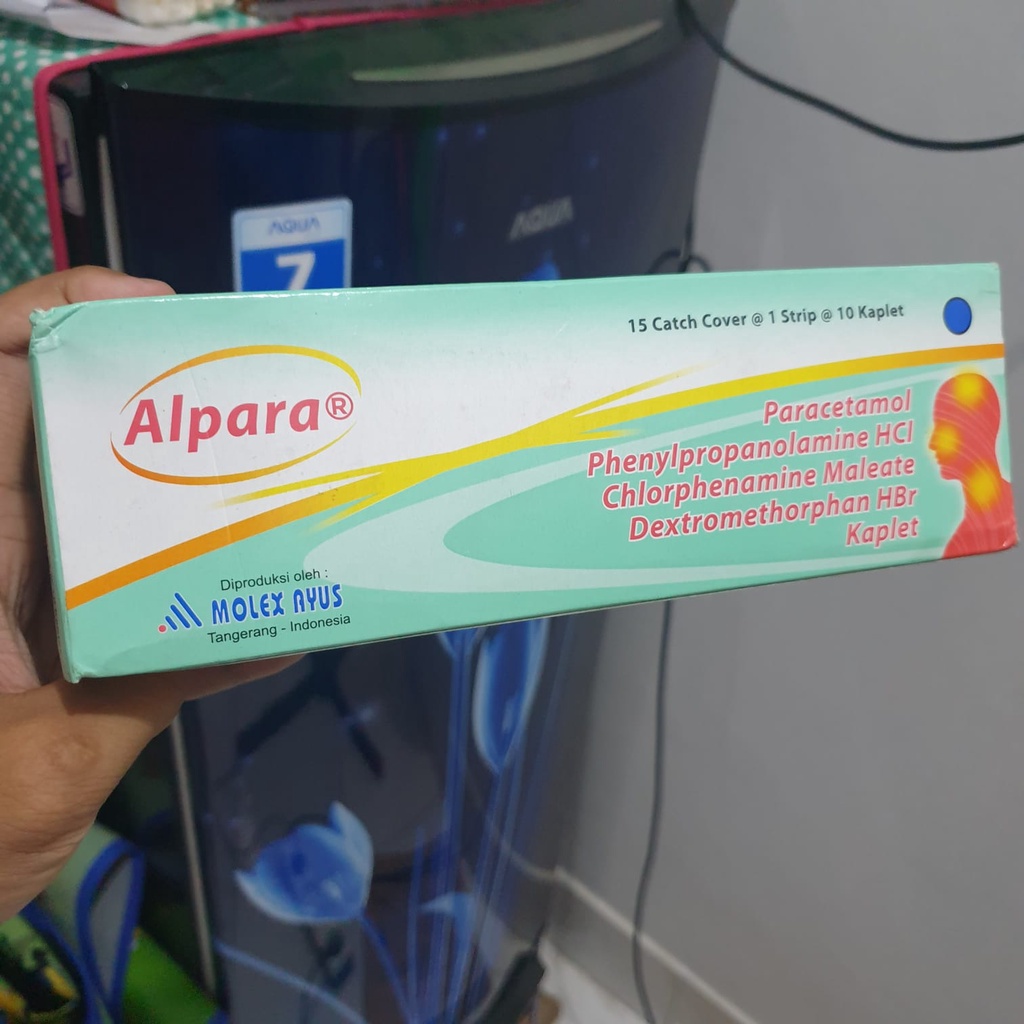 AQUA
7
AQUA
15 Catch Cover @ 1 Strip @ 10 Kaplet
Alpara®
Paracetamol
Phenylpropanolamine HCl
Chlorphenamine Maleate
Dextromethorphan HBr
Kaplet
Diproduksi oleh :
MOLEX AYUS
Tangerang - Indonesia